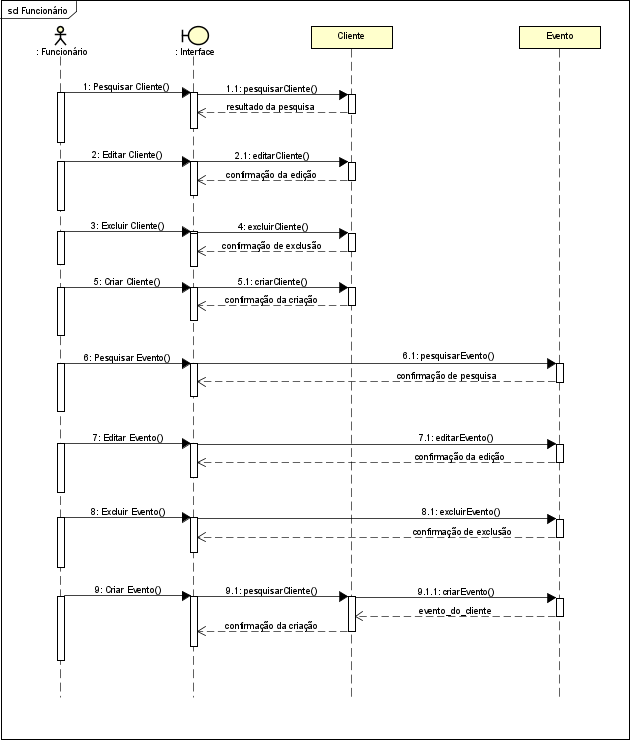 sd Funcionário
: Funcionário
: Interface
Cliente
Evento
1: Pesquisar Cliente()
1.1: pesquisarCliente()
resultado da pesquisa
2: Editar Cliente()
2.1: editarCliente()
confirmação da edição
3: Excluir Cliente()
4: excluirCliente()
confirmação de exclusão
5: Criar Cliente()
5.1: criarCliente()
confirmação da criação
6: Pesquisar Evento()
6.1: pesquisarEvento()
confirmação de pesquisa
7: Editar Evento()
7.1: editarEvento()
confirmação da edição
8: Excluir Evento()
8.1: excluirEvento()
confirmação de exclusão
9: Criar Evento()
9.1: pesquisarCliente()
9.1.1: criarEvento()
evento_do_cliente
confirmação da criação